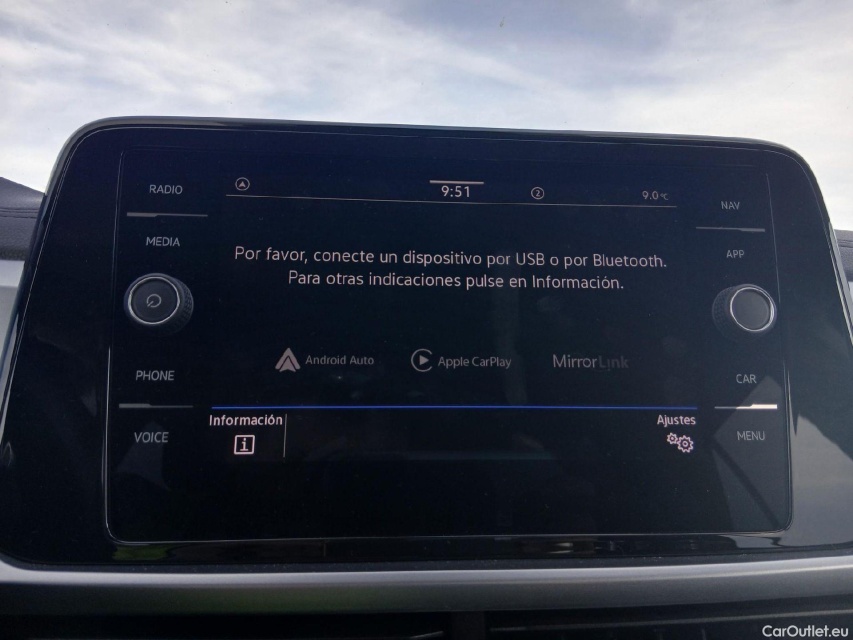 RADIO
9:51
2
9.0°C
NAV
MEDIA
APP
Por favor, conecte un dispositivo por USB o por Bluetooth.
Para otras indicaciones pulse en Información.
Android Auto
Apple CarPlay
MirrorLink
PHONE
CAR
Información
i
Ajustes
VOICE
MENU
CarOutlet.eu